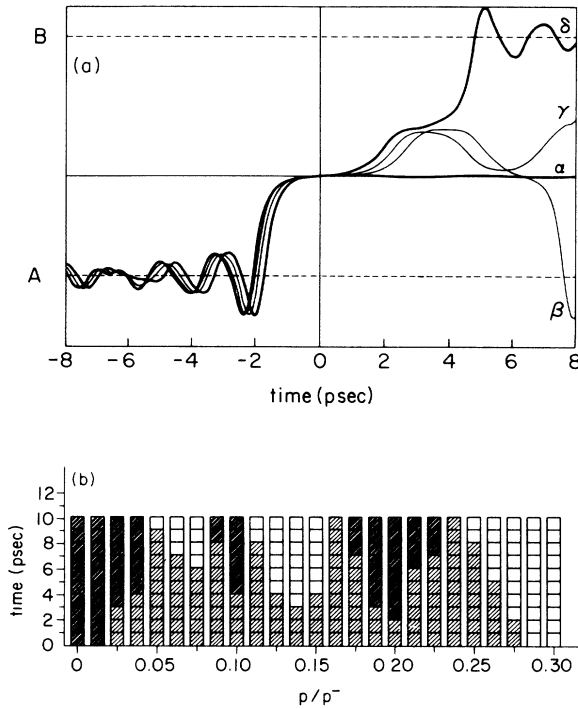 B
(a)
δ
γ
α
A
β
-8 -6 -4 -2 0 2 4 6 8
time (psec)
(b)
12
10
8
6
4
2
0
time (psec)
0 0.05 0.10 0.15 0.20 0.25 0.30
p/p⁻